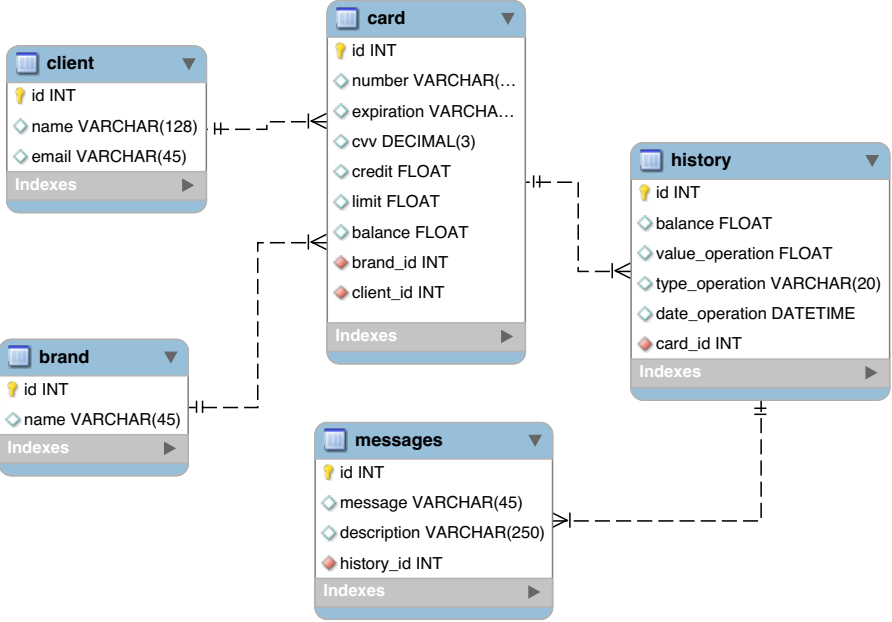 client
id INT
name VARCHAR(128)
email VARCHAR(45)
Indexes
card
id INT
number VARCHAR(…
expiration VARCHA…
cvv DECIMAL(3)
credit FLOAT
limit FLOAT
balance FLOAT
brand_id INT
client_id INT
Indexes
history
id INT
balance FLOAT
value_operation FLOAT
type_operation VARCHAR(20)
date_operation DATETIME
card_id INT
Indexes
brand
id INT
name VARCHAR(45)
Indexes
messages
id INT
message VARCHAR(45)
description VARCHAR(250)
history_id INT
Indexes